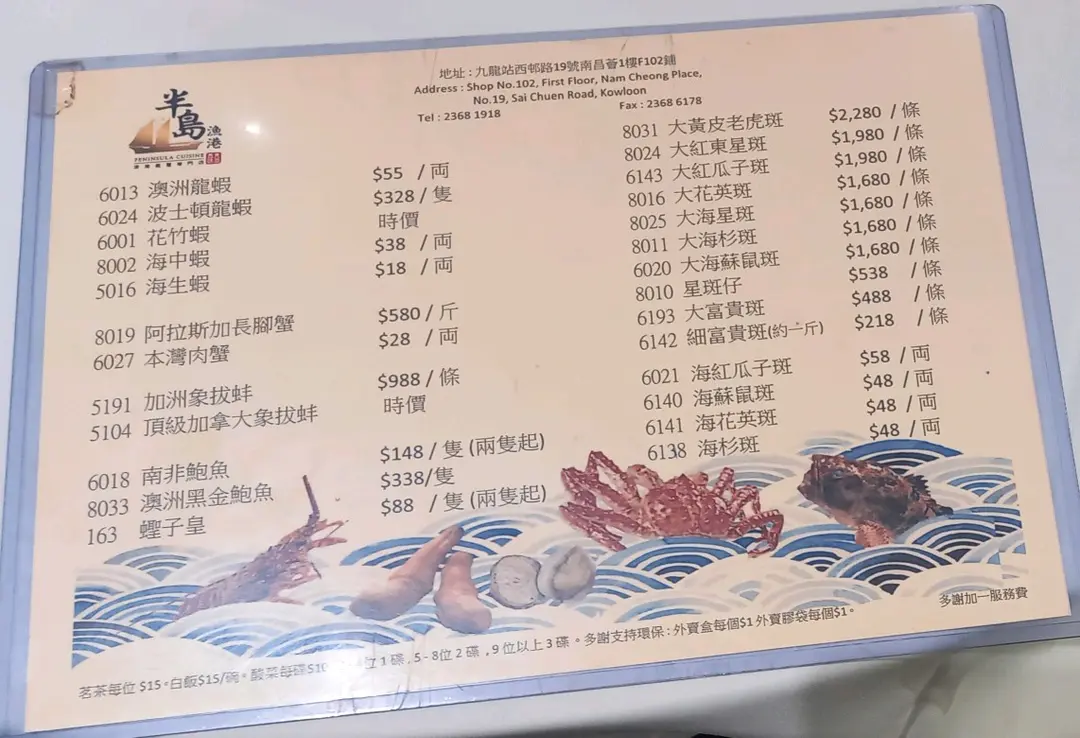 半島漁港
PENINSULA CUISINE
地址 : 九龍站西邨路19號南昌薈1樓F102鋪
Address : Shop No.102, First Floor, Nam Cheong Place,
No.19, Sai Chuen Road, Kowloon
Tel : 2368 1918 Fax : 2368 6178
6013 澳洲龍蝦 $55 / 両
6024 波士頓龍蝦 $328 / 隻
6001 花竹蝦 時價
8002 海中蝦 $38 / 両
5016 海生蝦 $18 / 両
8019 阿拉斯加長腳蟹 $580 / 斤
6027 本灣肉蟹 $28 / 両
5191 加洲象拔蚌 $988 / 條
5104 頂級加拿大象拔蚌 時價
6018 南非鮑魚 $148 / 隻 (兩隻起)
8033 澳洲黑金鮑魚 $338/隻
163 蟶子皇 $88 / 隻 (兩隻起)
8031 大黃皮老虎斑 $2,280 / 條
8024 大紅東星斑 $1,980 / 條
6143 大紅瓜子斑 $1,980 / 條
8016 大花英斑 $1,680 / 條
8025 大海星斑 $1,680 / 條
8011 大海杉斑 $1,680 / 條
6020 大海蘇鼠斑 $1,680 / 條
8010 星斑仔 $538 / 條
6193 大富貴斑 $488 / 條
6142 細富貴斑(約一斤) $218 / 條
6021 海紅瓜子斑 $58 / 両
6140 海蘇鼠斑 $48 / 両
6141 海花英斑 $48 / 両
6138 海杉斑 $48 / 両
多謝加一服務費
茗茶每位 $15。白飯$15/碗。酸菜每碟$10 位 1 碟 , 5 - 8位 2 碟 , 9 位以上 3 碟。多謝支持環保 : 外賣盒每個$1 外賣膠袋每個$1。